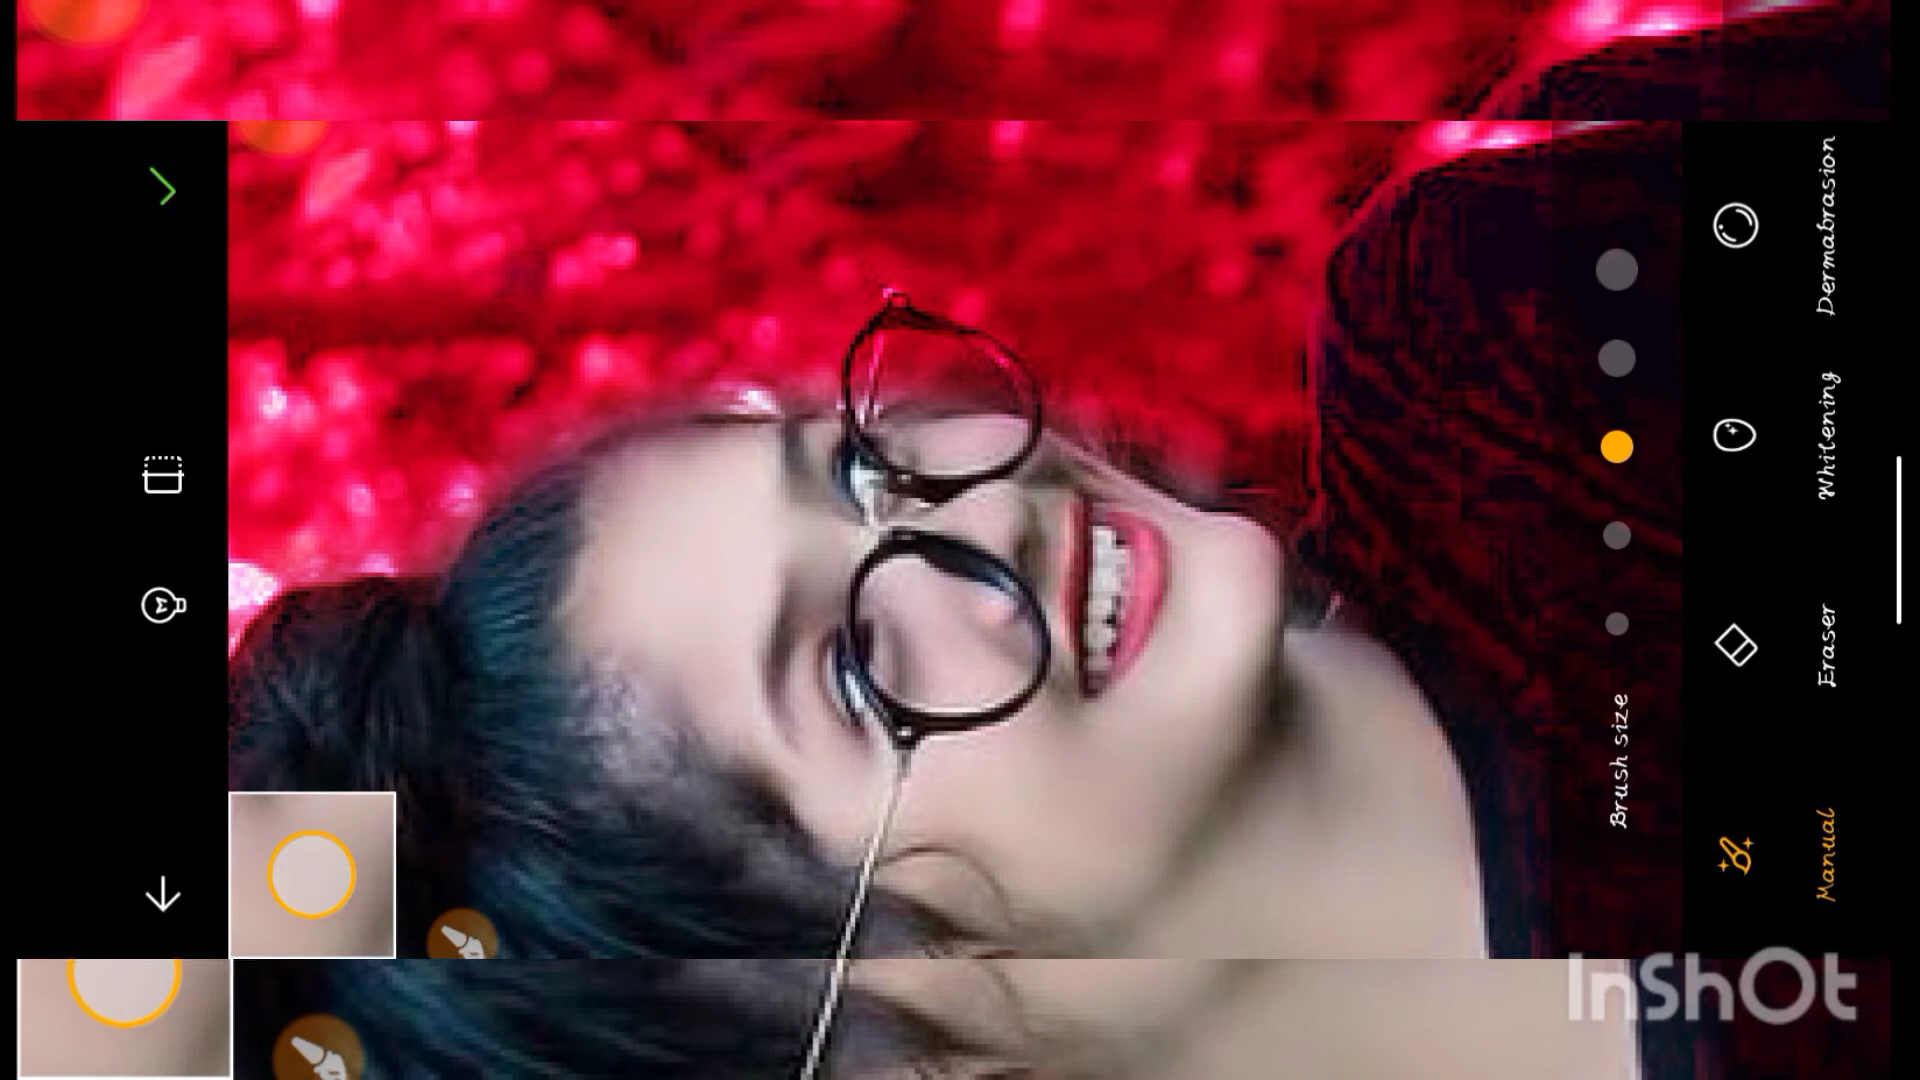 Brush size
Manual
Eraser
Whitening
Dermabrasion
InShOt